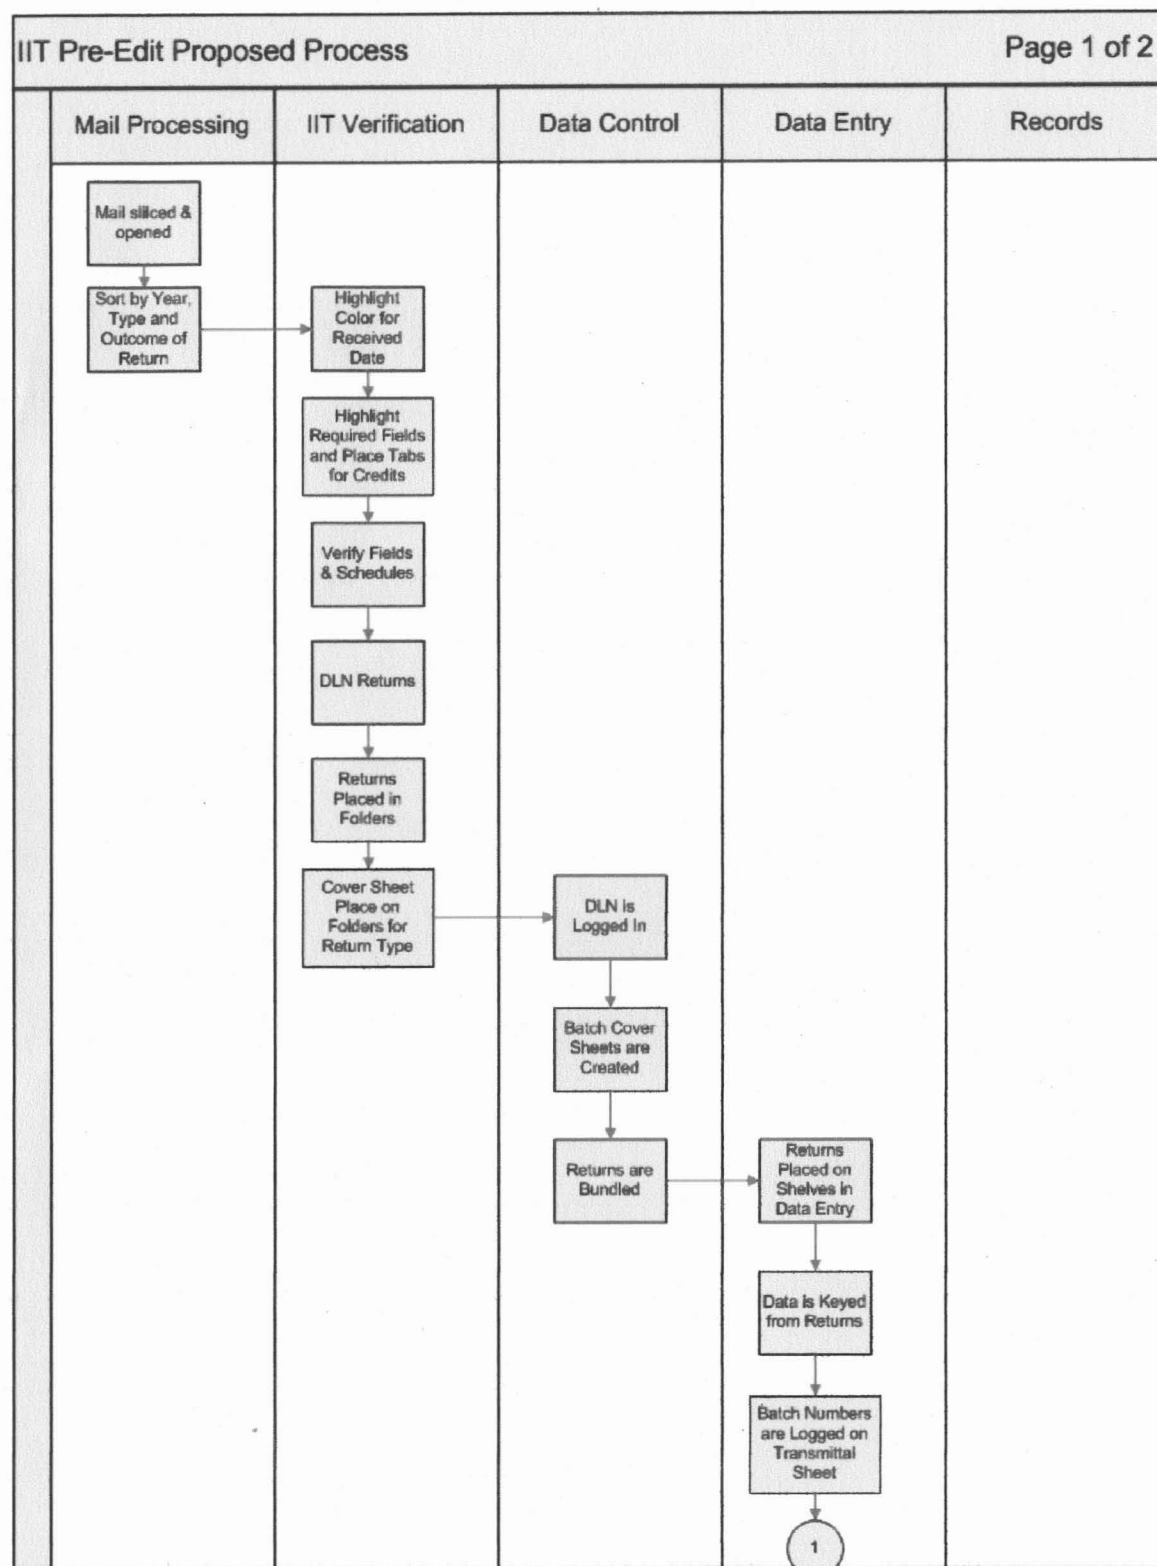 IIT Pre-Edit Proposed Process
Page 1 of 2
Mail Processing
IIT Verification
Data Control
Data Entry
Records
Mail sliiced &
opened
Sort by Year,
Type and
Outcome of
Return
Highlight
Color for
Received
Date
Highlight
Required Fields
and Place Tabs
for Credits
Verify Fields
& Schedules
DLN Returns
Returns
Placed in
Folders
Cover Sheet
Place on
Folders for
Return Type
DLN is
Logged In
Batch Cover
Sheets are
Created
Returns are
Bundled
Returns
Placed on
Shelves in
Data Entry
Data is Keyed
from Returns
Batch Numbers
are Logged on
Transmittal
Sheet
1